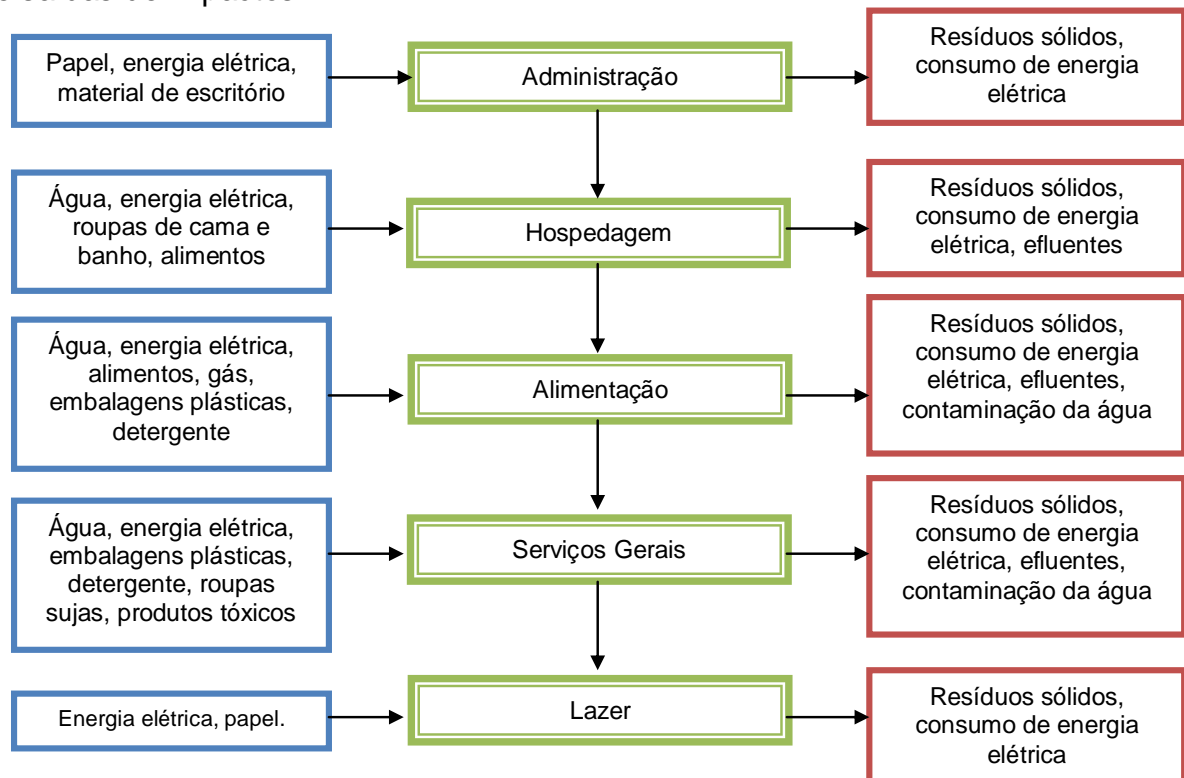 Papel, energia elétrica,
material de escritório
Administração
Resíduos sólidos,
consumo de energia
elétrica
Água, energia elétrica,
roupas de cama e
banho, alimentos
Hospedagem
Resíduos sólidos,
consumo de energia
elétrica, efluentes
Água, energia elétrica,
alimentos, gás,
embalagens plásticas,
detergente
Alimentação
Resíduos sólidos,
consumo de energia
elétrica, efluentes,
contaminação da água
Água, energia elétrica,
embalagens plásticas,
detergente, roupas
sujas, produtos tóxicos
Serviços Gerais
Resíduos sólidos,
consumo de energia
elétrica, efluentes,
contaminação da água
Energia elétrica, papel.
Lazer
Resíduos sólidos,
consumo de energia
elétrica